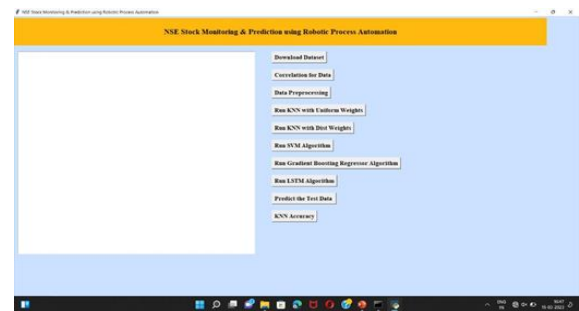 NSE Stock Monitoring & Prediction using Robotic Process Automation
NSE Stock Monitoring & Prediction using Robotic Process Automation
Download Dataset
Correlation for Data
Data Preprocessing
Run KNN with Uniform Weights
Run KNN with Dist Weights
Run SVM Algorithm
Run Gradient Boosting Regressor Algorithm
Run LSTM Algorithm
Predict the Test Data
KNN Accuracy
ENG
IN